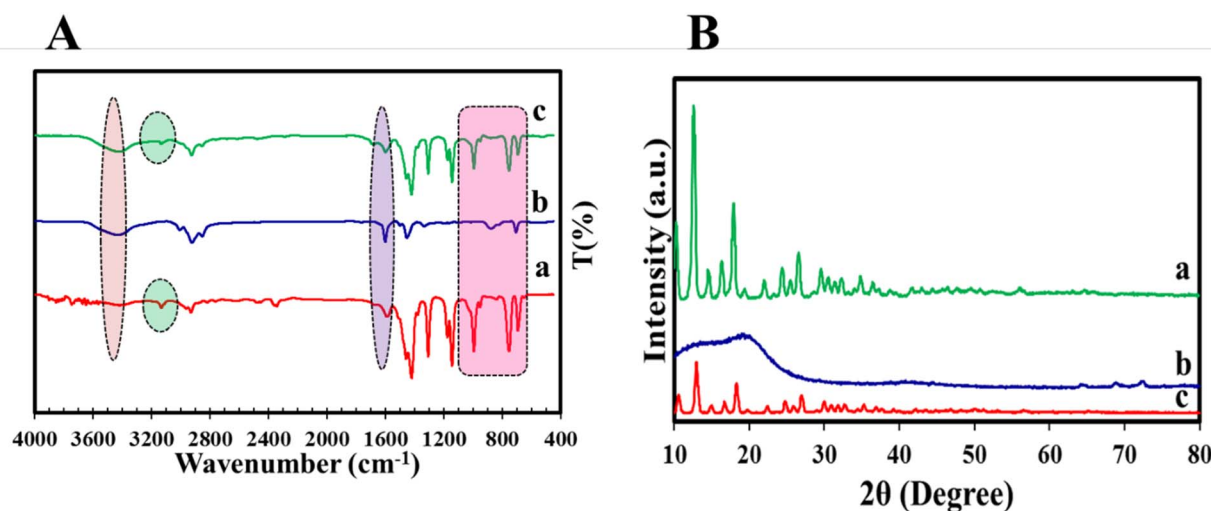 A
c
b
a
T(%)
4000 3600 3200 2800 2400 2000 1600 1200 800 400
Wavenumber (cm⁻¹)
B
Intensity (a.u.)
a
b
c
10 20 30 40 50 60 70 80
2θ (Degree)